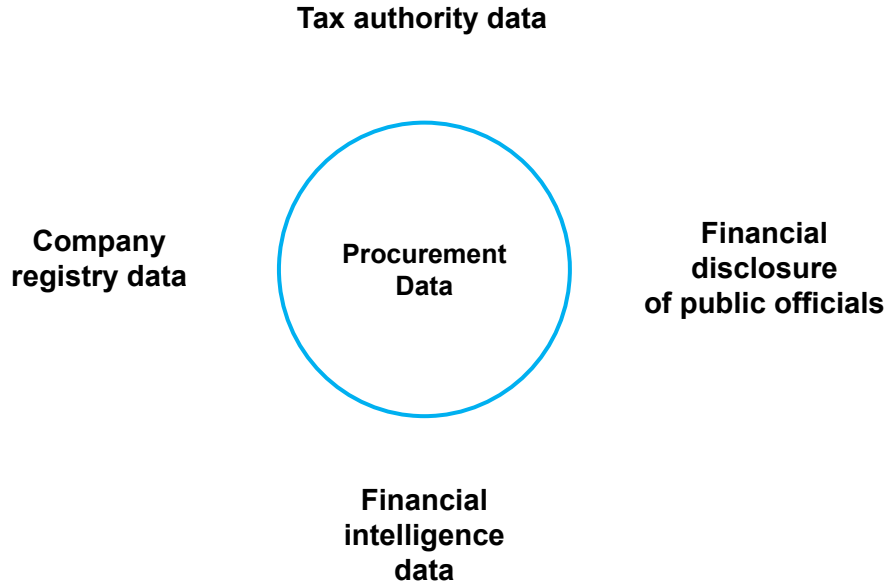 Tax authority data
Company
registry data
Procurement
Data
Financial
disclosure
of public officials
Financial
intelligence
data